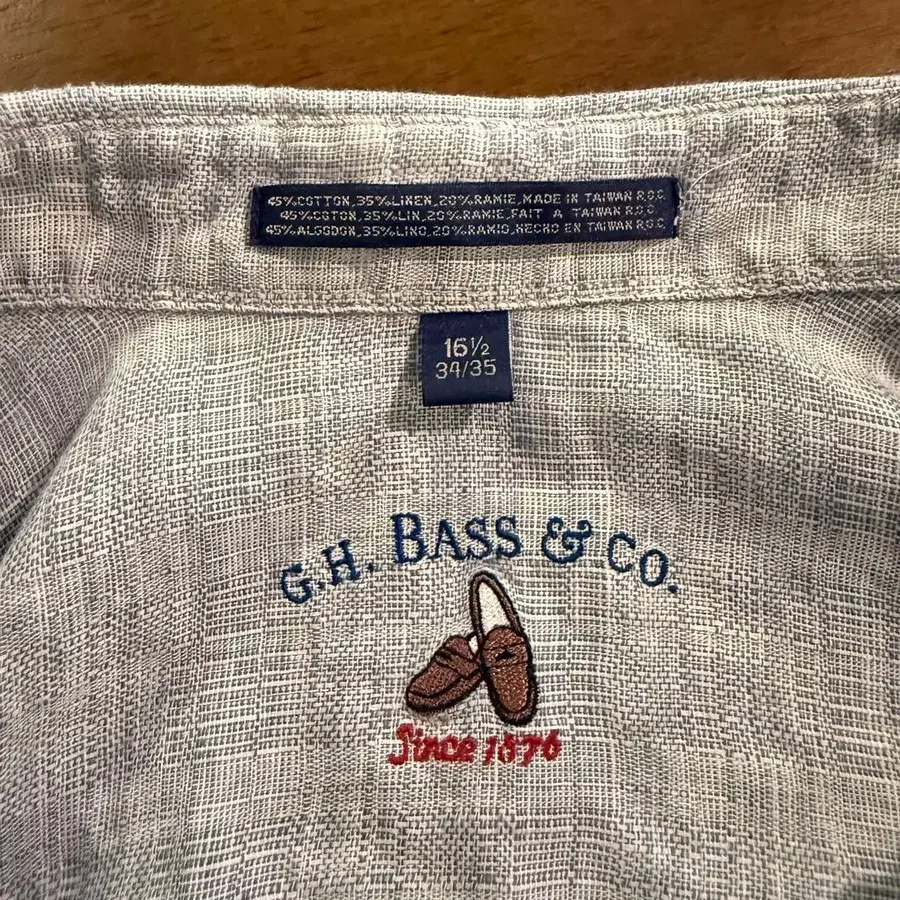 45%COTTON,35%LINEN,20%RAMIE,MADE IN TAIWAN R.O.C.
45%COTON,35%LIN,20%RAMIE,FAIT A TAIWAN R.O.C.
45%ALGODON,35%LINO,20%RAMIO,HECHO EN TAIWAN R.O.C.
16½
34/35
G.H. BASS & CO.
Since 1876